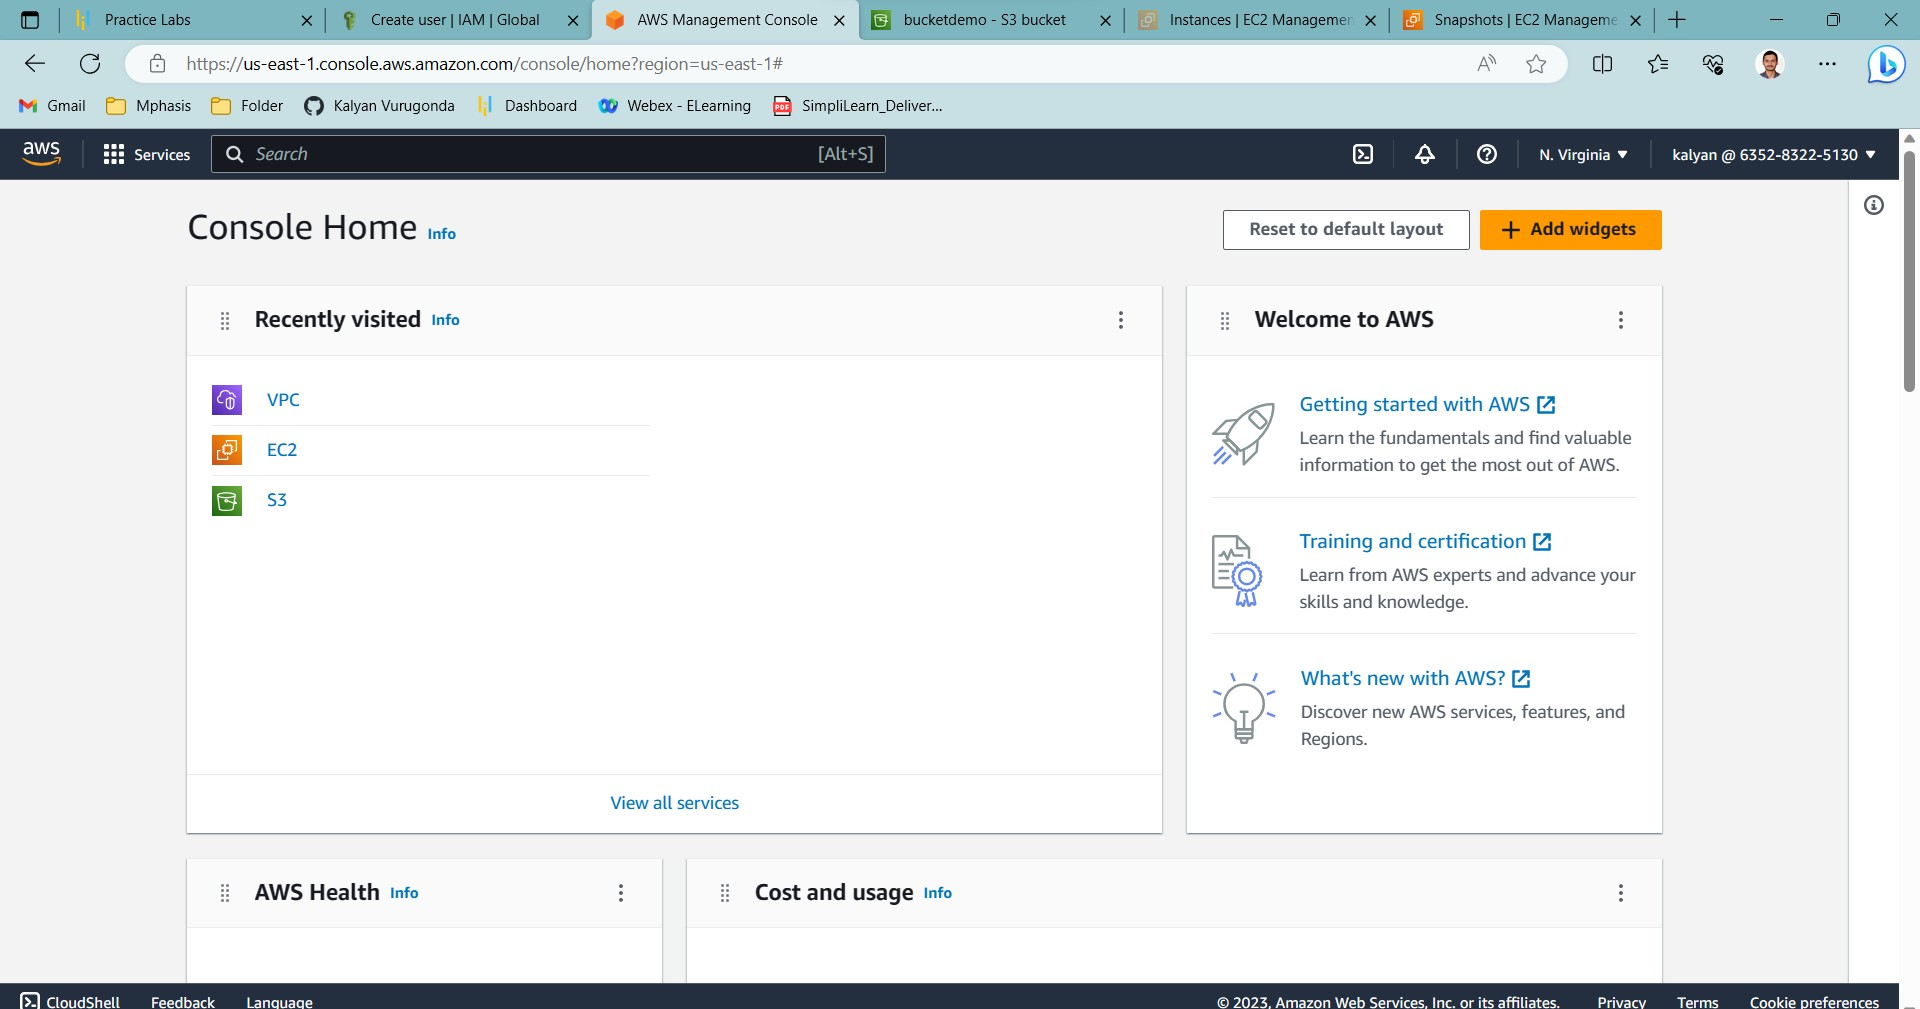 Practice Labs
Create user | IAM | Global
AWS Management Console
bucketdemo - S3 bucket
Instances | EC2 Managemen
Snapshots | EC2 Manageme
https://us-east-1.console.aws.amazon.com/console/home?region=us-east-1#
Gmail
Mphasis
Folder
Kalyan Vurugonda
Dashboard
Webex - ELearning
PDF
SimpliLearn_Deliver...
aws
Services
Search
[Alt+S]
N. Virginia
kalyan @ 6352-8322-5130
Console Home Info
Reset to default layout
Add widgets
Recently visited Info
VPC
EC2
S3
View all services
Welcome to AWS
Getting started with AWS
Learn the fundamentals and find valuable
information to get the most out of AWS.
Training and certification
Learn from AWS experts and advance your
skills and knowledge.
What's new with AWS?
Discover new AWS services, features, and
Regions.
AWS Health Info
Cost and usage Info
CloudShell
Feedback
Language
© 2023, Amazon Web Services, Inc. or its affiliates.
Privacy
Terms
Cookie preferences